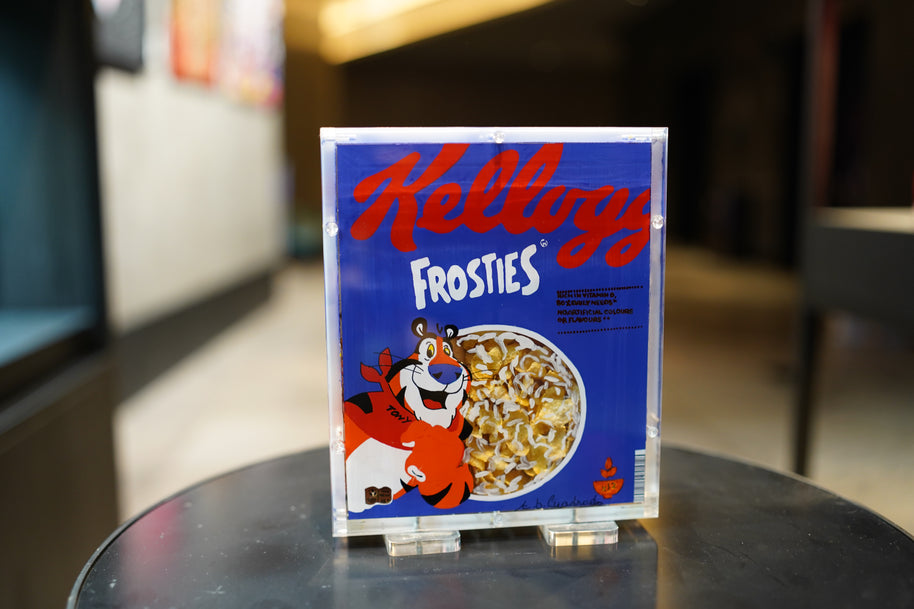 Kellogg
FROSTIES
RICH IN VITAMIN D,
NO ARTIFICIAL COLOURS
OR FLAVOURS
TONY